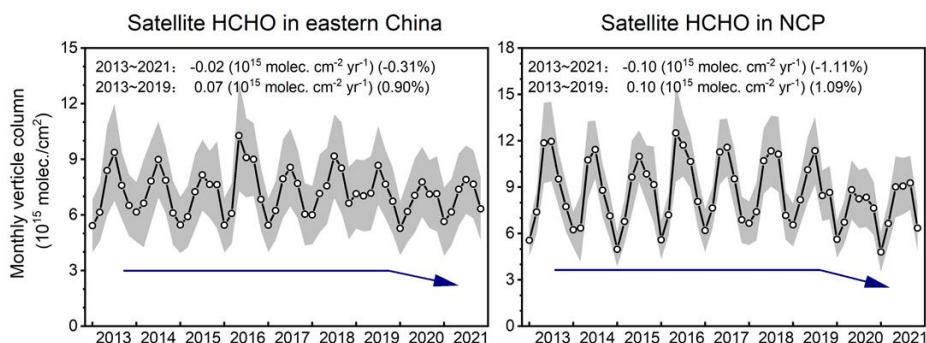 Satellite HCHO in eastern China
Satellite HCHO in NCP
Monthly verticle column
(10¹⁵ molec./cm²)
15
12
9
6
3
0
2013~2021: -0.02 (10¹⁵ molec. cm⁻² yr⁻¹) (-0.31%)
2013~2019: 0.07 (10¹⁵ molec. cm⁻² yr⁻¹) (0.90%)
2013 2014 2015 2016 2017 2018 2019 2020 2021
18
15
12
9
6
3
0
2013~2021: -0.10 (10¹⁵ molec. cm⁻² yr⁻¹) (-1.11%)
2013~2019: 0.10 (10¹⁵ molec. cm⁻² yr⁻¹) (1.09%)
2013 2014 2015 2016 2017 2018 2019 2020 2021